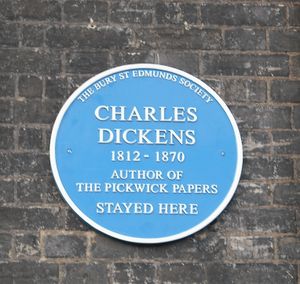 THE BURY ST EDMUNDS SOCIETY
CHARLES
DICKENS
1812 - 1870
AUTHOR OF
THE PICKWICK PAPERS
STAYED HERE